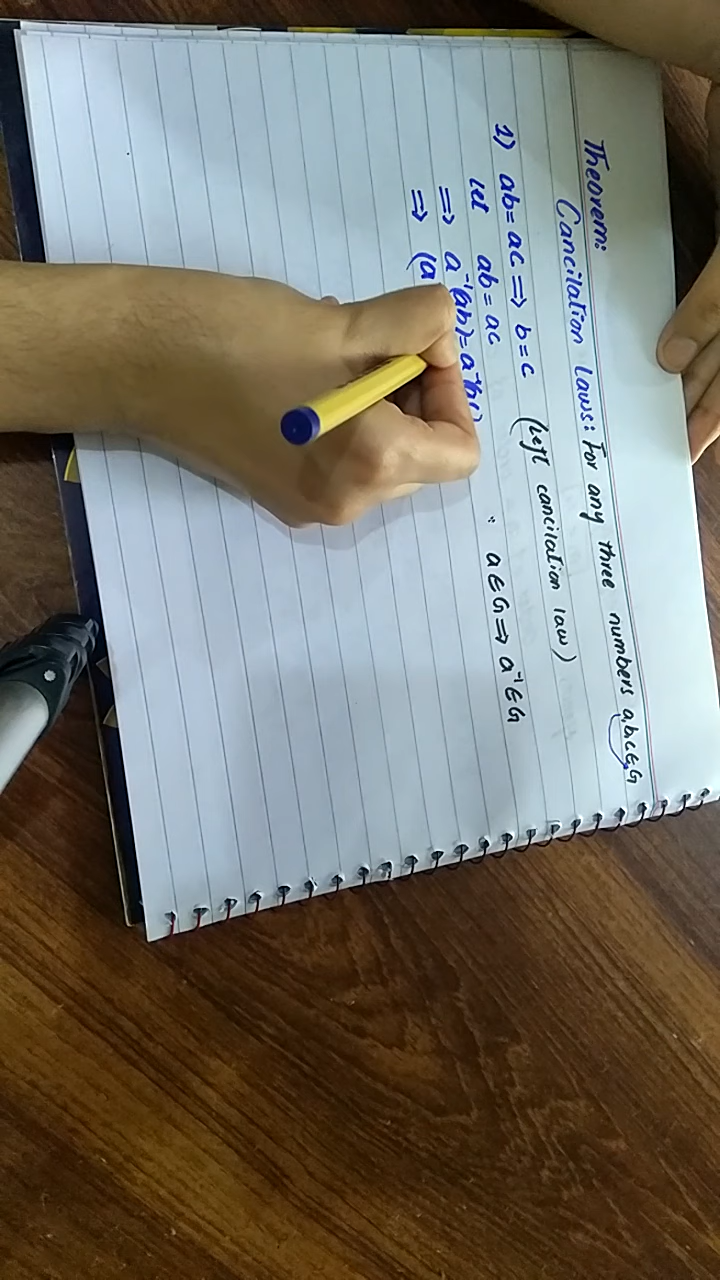 Theorem:
Cancilation Laws: For any three numbers a,b,c∈G
1) ab = ac ⇒ b = c (Left cancilation law)
Let ab = ac
⇒ a⁻¹(ab) = a⁻¹(ac) ∵ a ∈ G ⇒ a⁻¹ ∈ G
⇒ (a